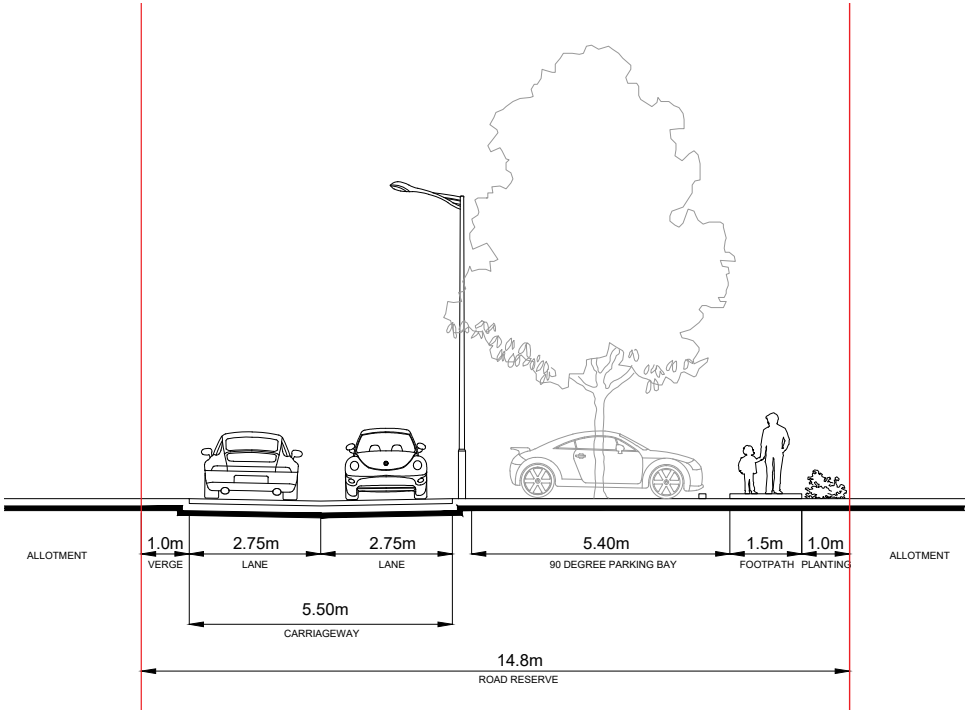 1.0m 2.75m 2.75m 5.40m 1.5m 1.0m
ALLOTMENT VERGE LANE LANE 90 DEGREE PARKING BAY FOOTPATH PLANTING ALLOTMENT
5.50m
CARRIAGEWAY
14.8m
ROAD RESERVE